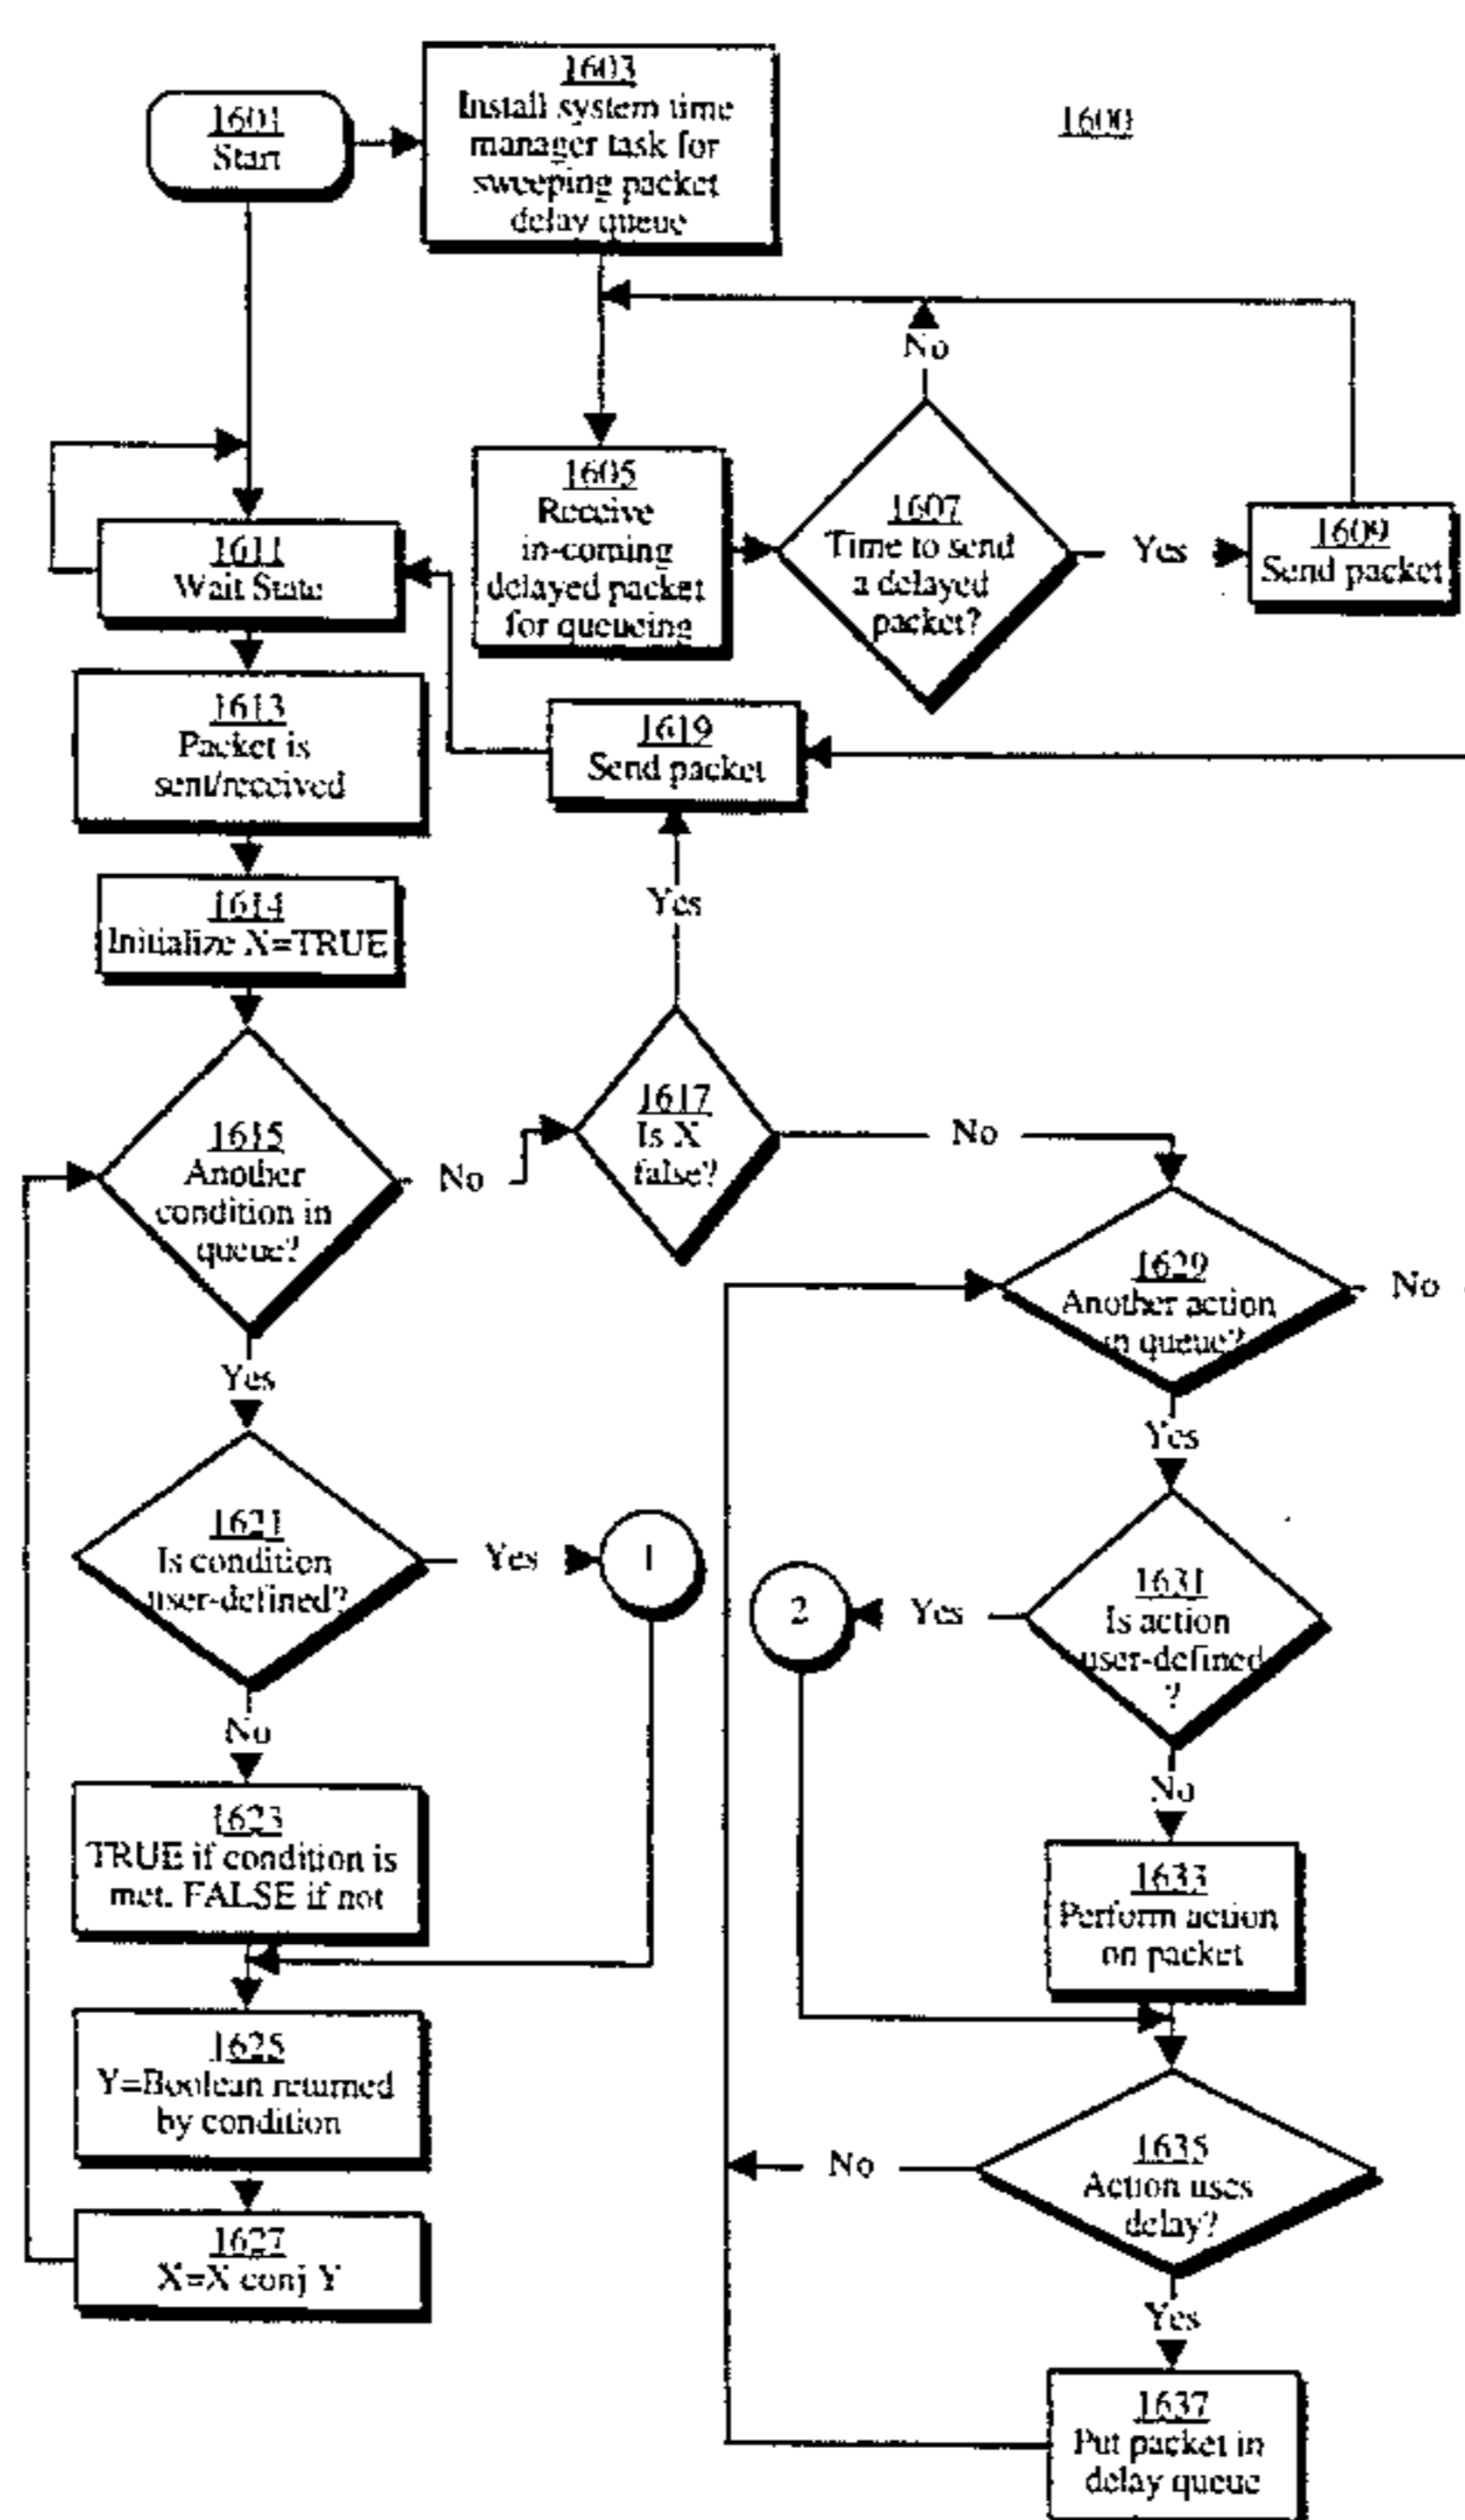 1601
Start
1603
Install system time
manager task for
sweeping packet
delay queue
1600
No
1605
Receive
in-coming
delayed packet
for queueing
1607
Time to send
a delayed
packet?
Yes
1609
Send packet
1611
Wait State
1613
Packet is
sent/received
1619
Send packet
1614
Initialize X=TRUE
Yes
1615
Another
condition in
queue?
No
1617
Is X
false?
No
1629
Another action
in queue?
No
Yes
Yes
1621
Is condition
user-defined?
Yes
1
2
Yes
1631
Is action
user-defined
?
No
No
1623
TRUE if condition is
met. FALSE if not
1633
Perform action
on packet
1625
Y=Boolean returned
by condition
No
1635
Action uses
delay?
1627
X=X conj Y
Yes
1637
Put packet in
delay queue